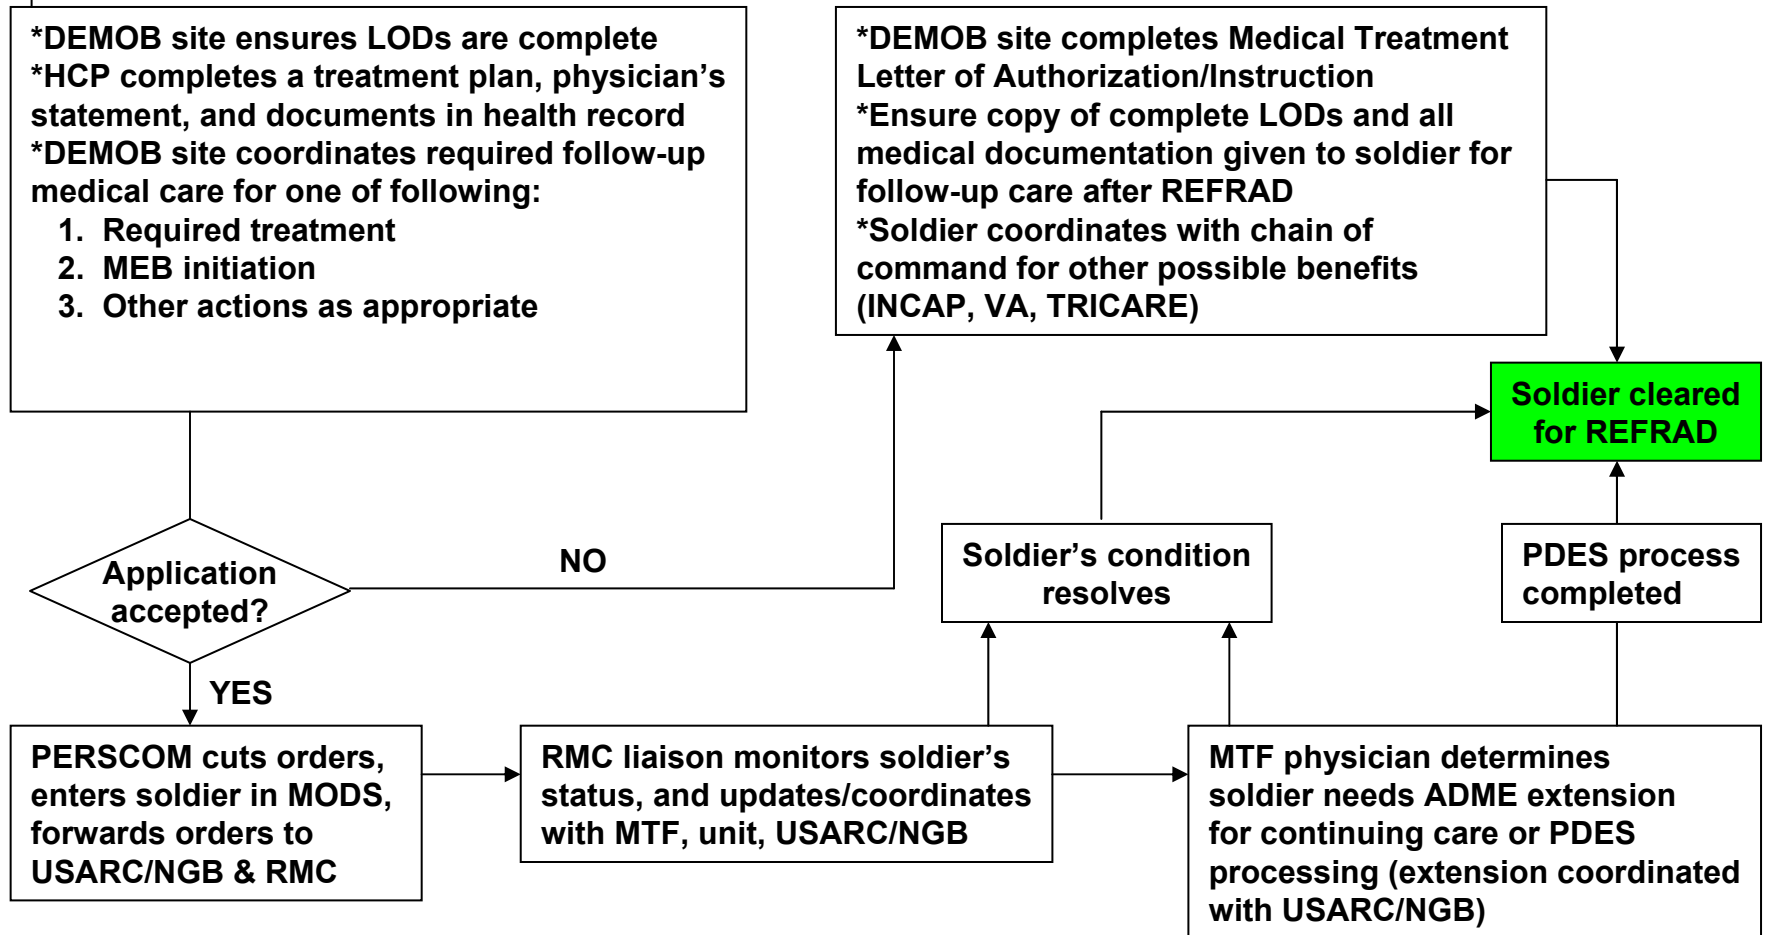 *DEMOB site ensures LODs are complete
*HCP completes a treatment plan, physician's
statement, and documents in health record
*DEMOB site coordinates required follow-up
medical care for one of following:
1. Required treatment
2. MEB initiation
3. Other actions as appropriate
*DEMOB site completes Medical Treatment
Letter of Authorization/Instruction
*Ensure copy of complete LODs and all
medical documentation given to soldier for
follow-up care after REFRAD
*Soldier coordinates with chain of
command for other possible benefits
(INCAP, VA, TRICARE)
Soldier cleared
for REFRAD
Application
accepted?
NO
Soldier's condition
resolves
PDES process
completed
YES
PERSCOM cuts orders,
enters soldier in MODS,
forwards orders to
USARC/NGB & RMC
RMC liaison monitors soldier's
status, and updates/coordinates
with MTF, unit, USARC/NGB
MTF physician determines
soldier needs ADME extension
for continuing care or PDES
processing (extension coordinated
with USARC/NGB)